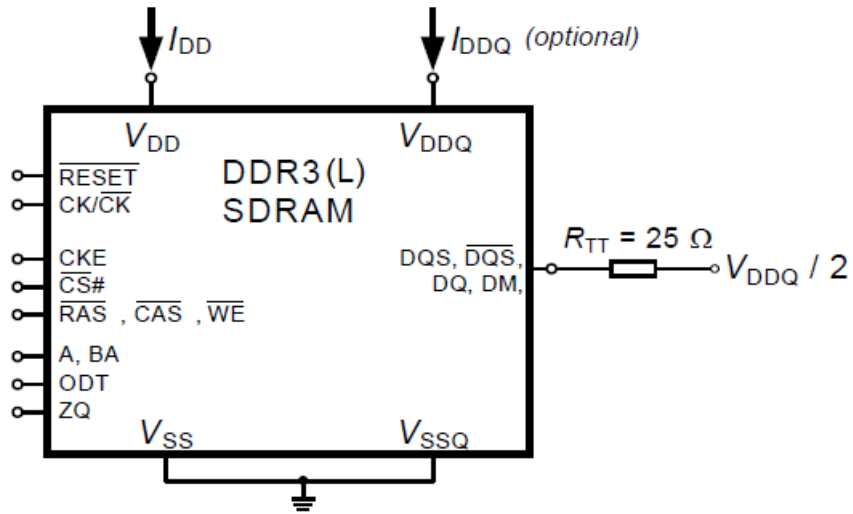 IDD
IDDQ (optional)
VDD
VDDQ
RESET
DDR3(L)
CK/CK
SDRAM
CKE
CS#
RAS , CAS , WE
DQS, DQS,
DQ, DM,
RTT = 25 Ω
VDDQ / 2
A, BA
ODT
ZQ
VSS
VSSQ